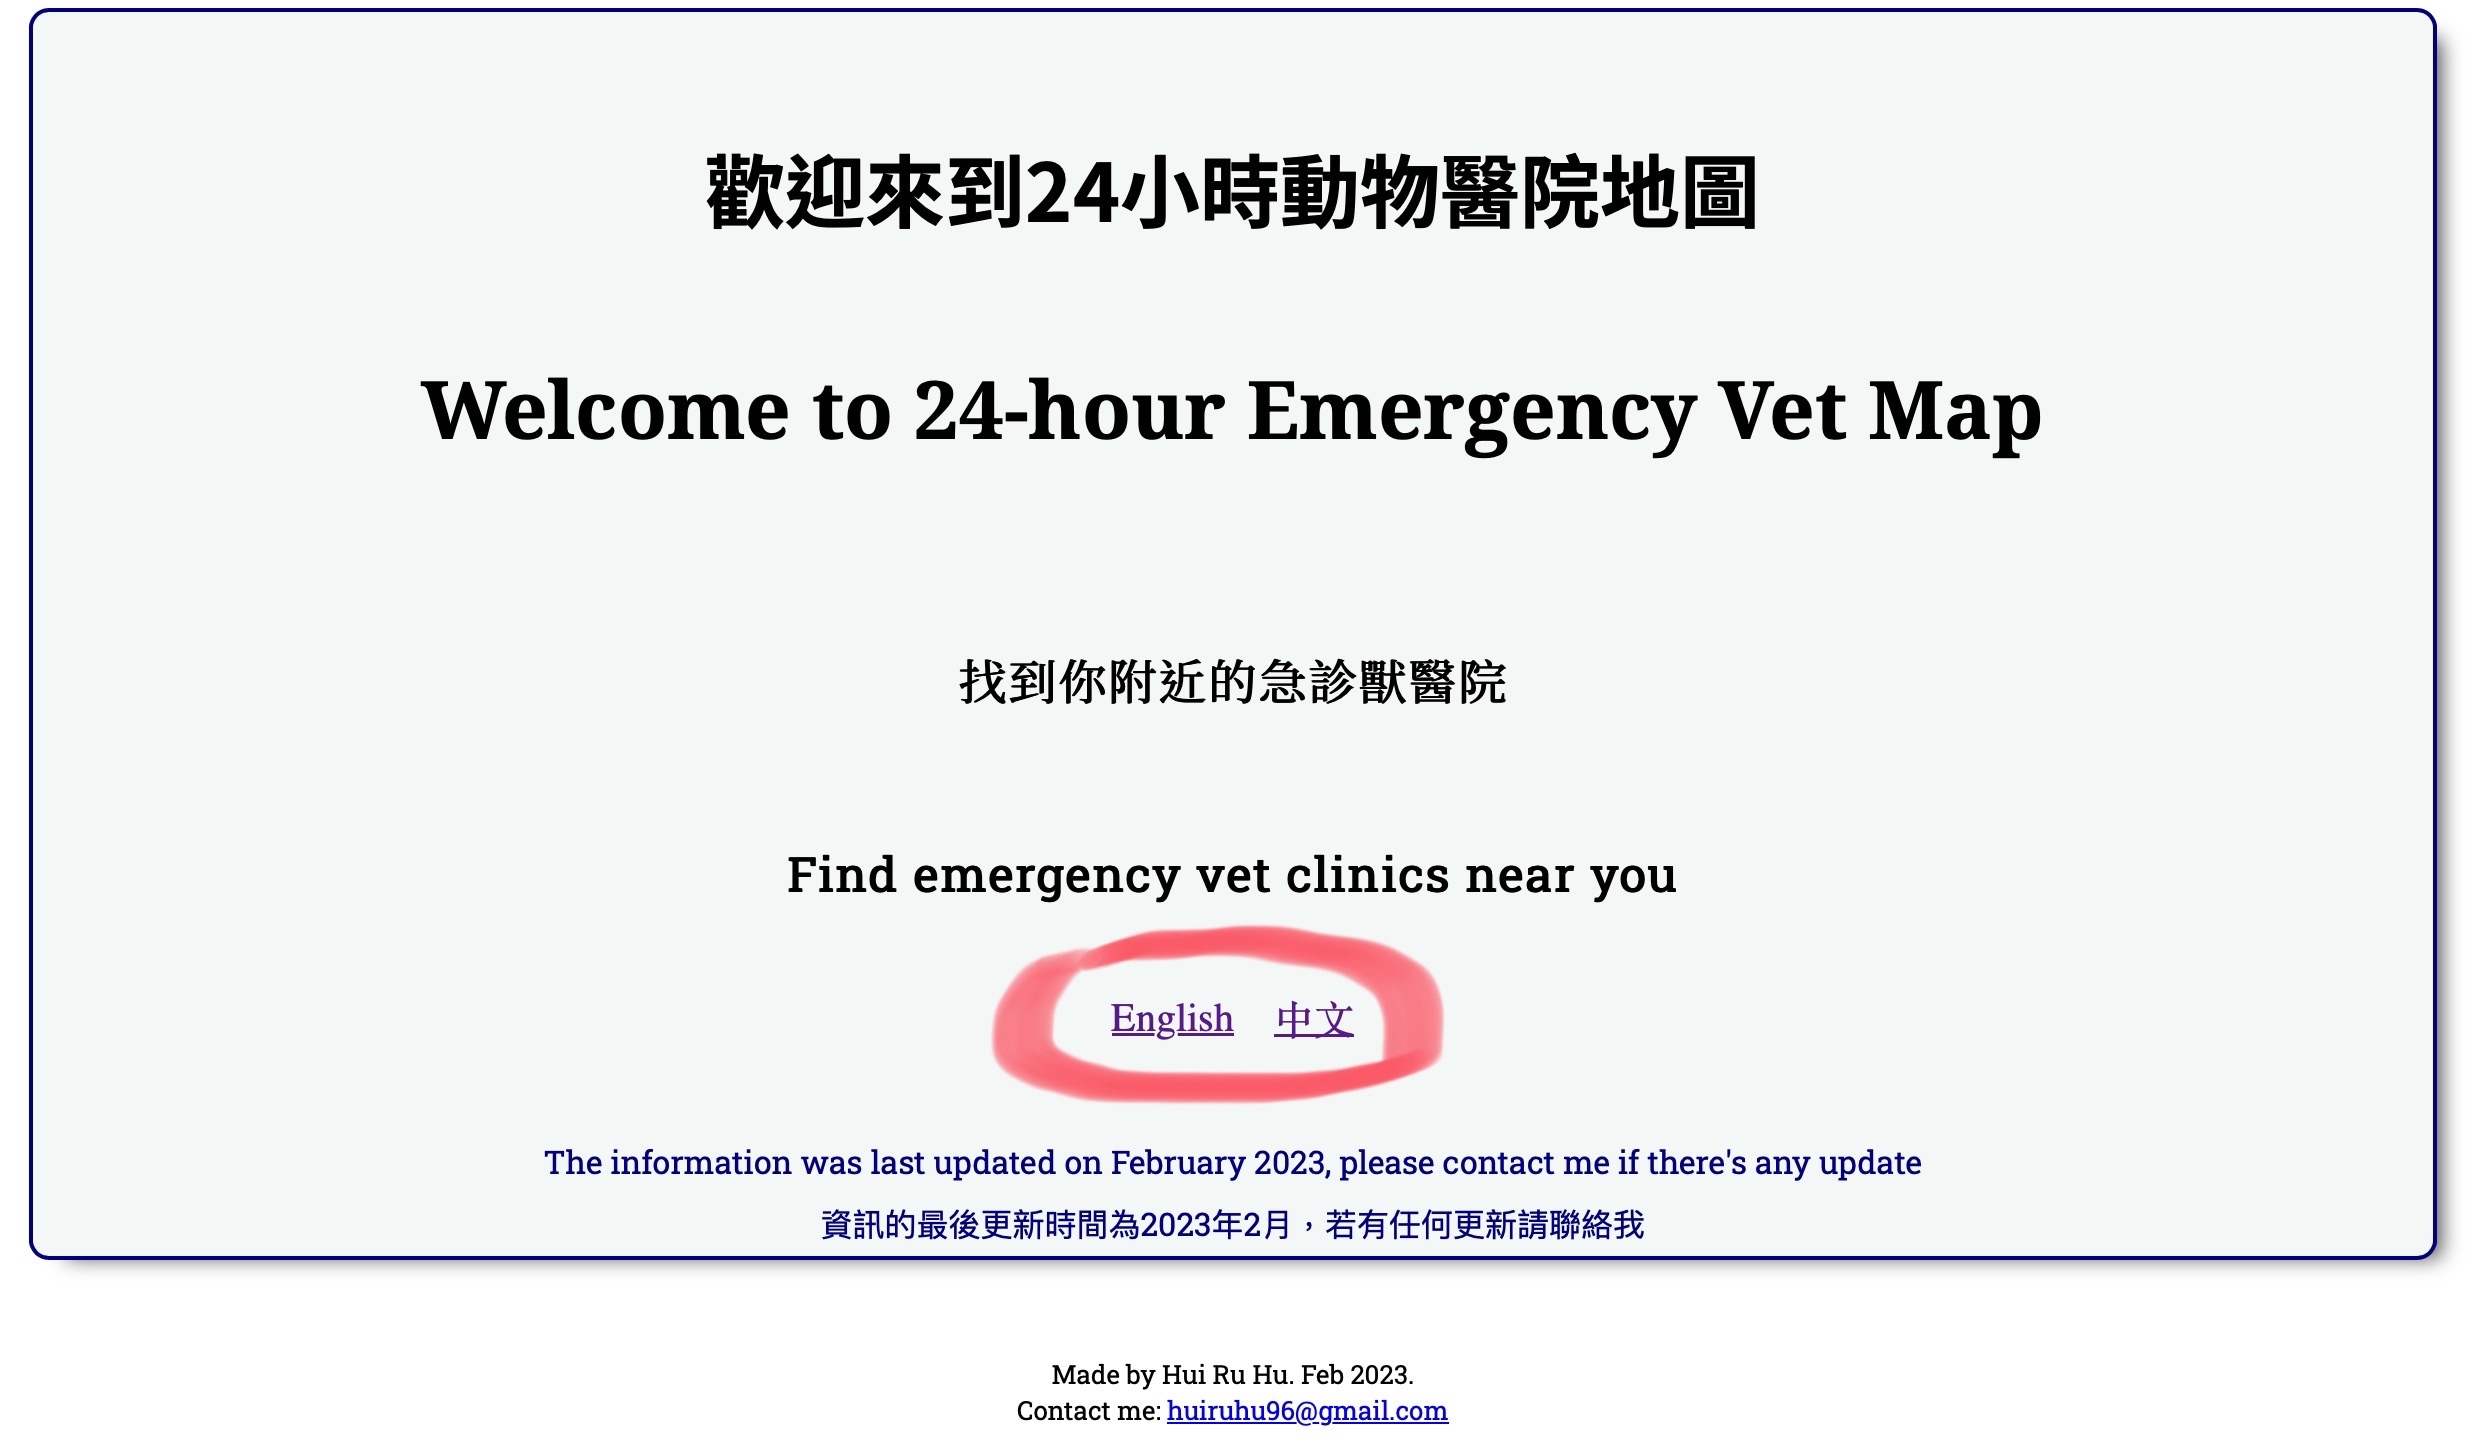 歡迎來到24小時動物醫院地圖
Welcome to 24-hour Emergency Vet Map
找到你附近的急診獸醫院
Find emergency vet clinics near you
English 中文
The information was last updated on February 2023, please contact me if there's any update
資訊的最後更新時間為2023年2月，若有任何更新請聯絡我
Made by Hui Ru Hu. Feb 2023.
Contact me: huiruhu96@gmail.com